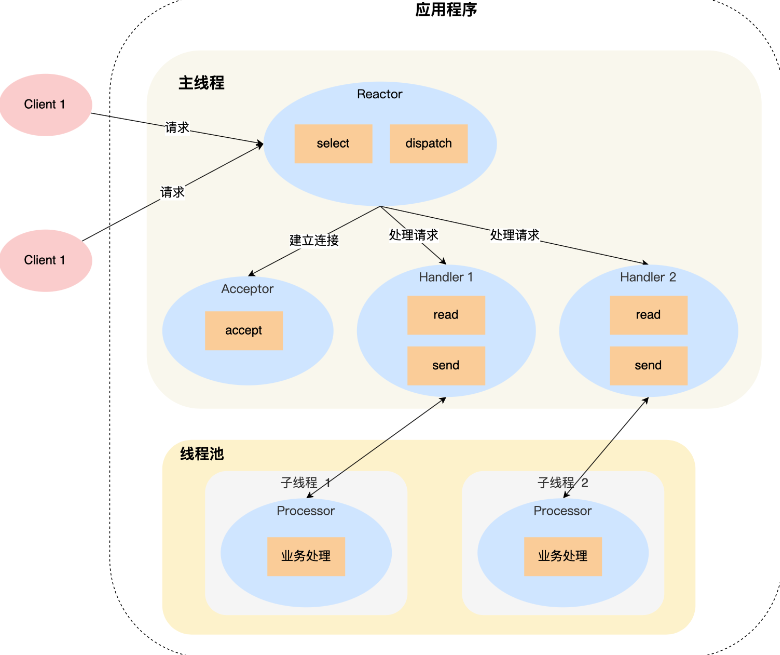 应用程序
主线程
Reactor
select
dispatch
Client 1
请求
请求
Client 1
建立连接
处理请求
处理请求
Acceptor
accept
Handler 1
read
send
Handler 2
read
send
线程池
子线程 1
Processor
业务处理
子线程 2
Processor
业务处理